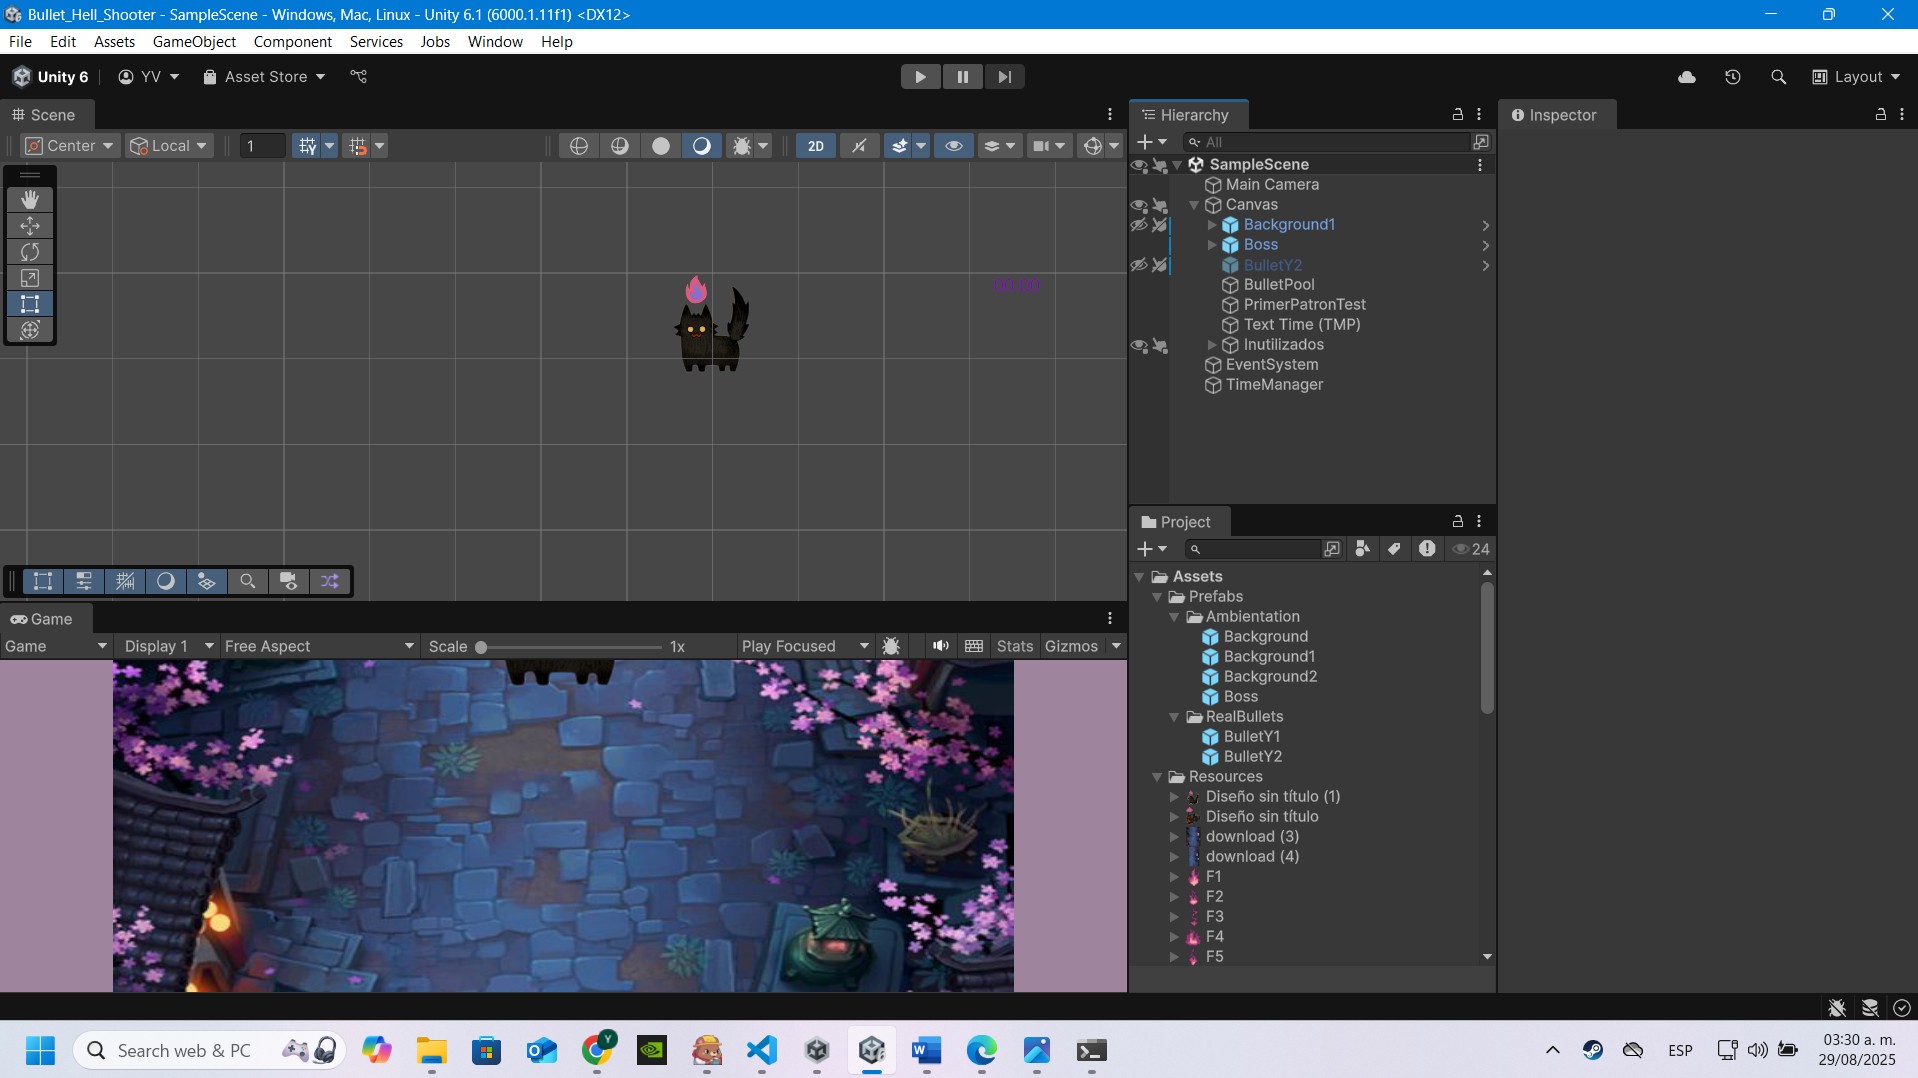 Bullet_Hell_Shooter - SampleScene - Windows, Mac, Linux - Unity 6.1 (6000.1.11f1) <DX12>
File Edit Assets GameObject Component Services Jobs Window Help
Unity 6 YV Asset Store Layout
Scene
Center Local 1 2D
00:00
Hierarchy
All
SampleScene
Main Camera
Canvas
Background1
Boss
BulletY2
BulletPool
PrimerPatronTest
Text Time (TMP)
Inutilizados
EventSystem
TimeManager
Inspector
Game
Game Display 1 Free Aspect Scale 1x Play Focused Stats Gizmos
Project
24
Assets
Prefabs
Ambientation
Background
Background1
Background2
Boss
RealBullets
BulletY1
BulletY2
Resources
Diseño sin título (1)
Diseño sin título
download (3)
download (4)
F1
F2
F3
F4
F5
Search web & PC
Y
ESP
03:30 a. m.
29/08/2025